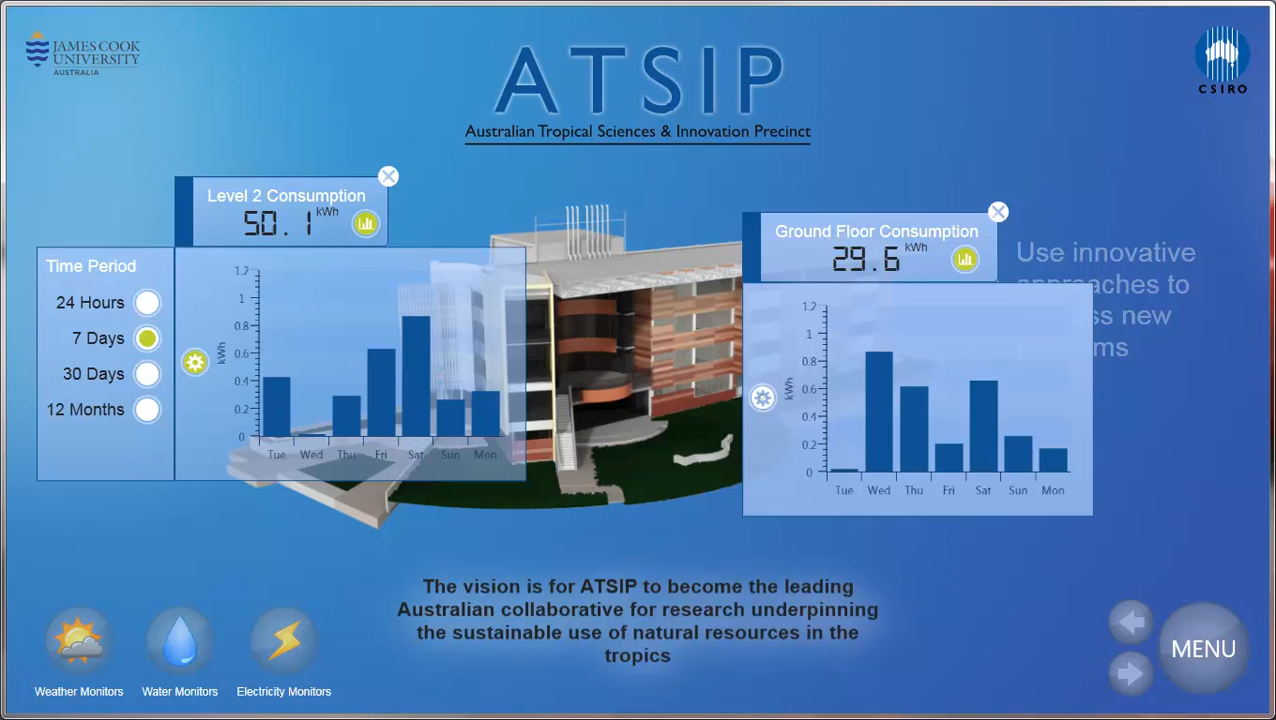 JAMES COOK
UNIVERSITY
AUSTRALIA
ATSIP
Australian Tropical Sciences & Innovation Precinct
CSIRO
Level 2 Consumption
50.1 kWh
Time Period
24 Hours
7 Days
30 Days
12 Months
kWh
1.2
1
0.8
0.6
0.4
0.2
0
Tue Wed Thu Fri Sat Sun Mon
Ground Floor Consumption
29.6 kWh
kWh
1.2
1
0.8
0.6
0.4
0.2
0
Tue Wed Thu Fri Sat Sun Mon
Use innovative
to
new
The vision is for ATSIP to become the leading
Australian collaborative for research underpinning
the sustainable use of natural resources in the
tropics
Weather Monitors
Water Monitors
Electricity Monitors
MENU